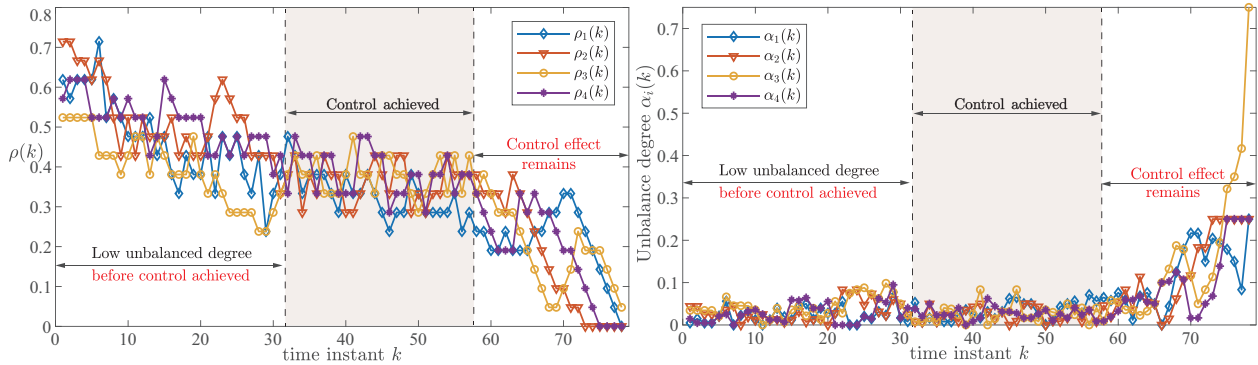 0.8
0.7
0.6
0.5
ρ(k)
0.4
0.3
0.2
0.1
0
0
10
20
30
40
50
60
70
time instant k
ρ₁(k)
ρ₂(k)
ρ₃(k)
ρ₄(k)
Control achieved
Control effect
remains
Low unbalanced degree
before control achieved
Unbalance degree αᵢ(k)
0.7
0.6
0.5
0.4
0.3
0.2
0.1
0
0
10
20
30
40
50
60
70
time instant k
α₁(k)
α₂(k)
α₃(k)
α₄(k)
Control achieved
Low unbalanced degree
before control achieved
Control effect
remains